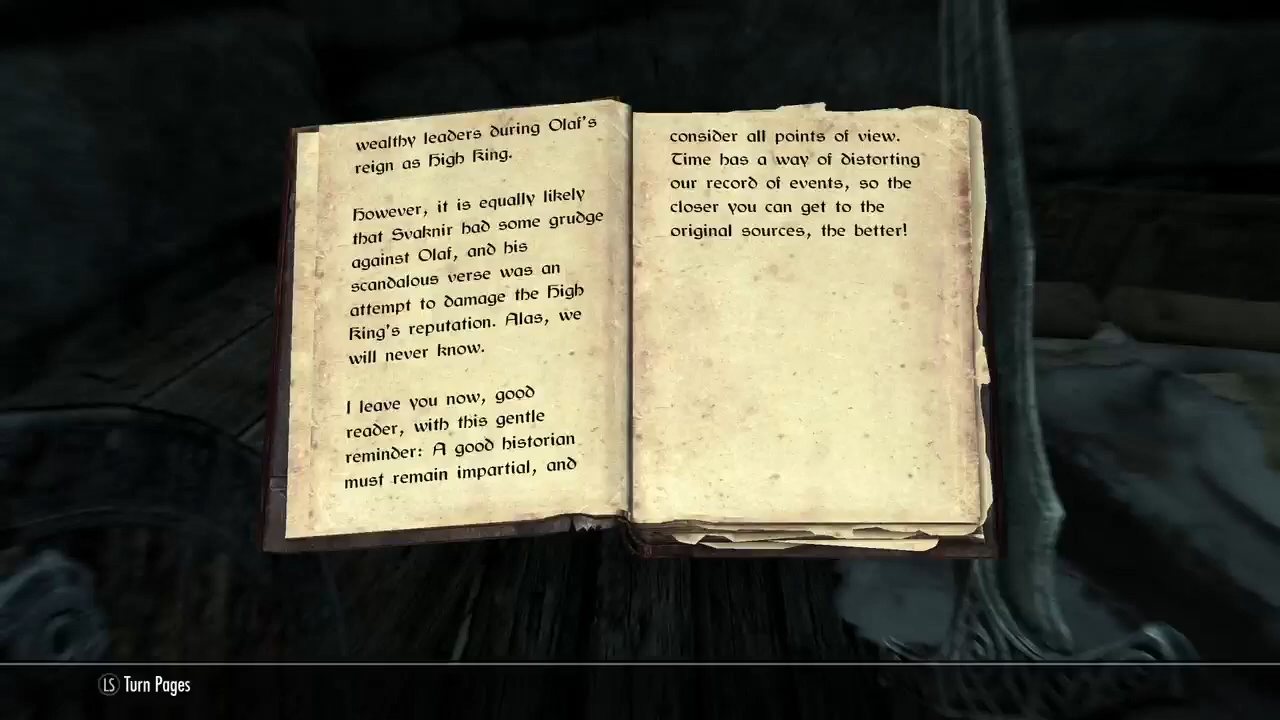 wealthy leaders during Olaf's
reign as High King.
However, it is equally likely
that Svaknir had some grudge
against Olaf, and his
scandalous verse was an
attempt to damage the High
King's reputation. Alas, we
will never know.
I leave you now, good
reader, with this gentle
reminder: A good historian
must remain impartial, and
consider all points of view.
Time has a way of distorting
our record of events, so the
closer you can get to the
original sources, the better!
LS Turn Pages